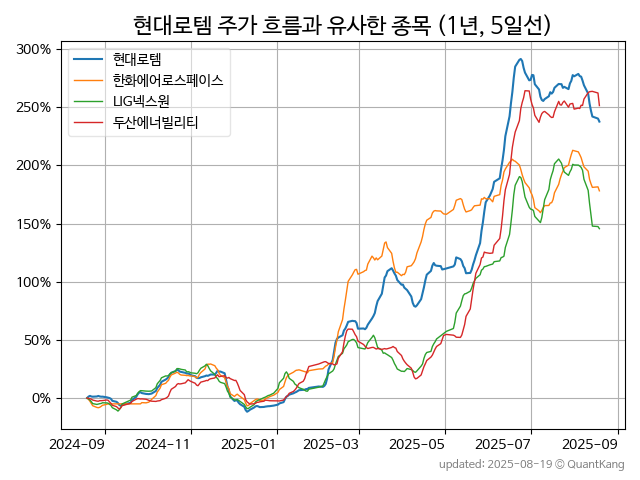 현대로템 주가 흐름과 유사한 종목 (1년, 5일선)
300%
250%
200%
150%
100%
50%
0%
현대로템
한화에어로스페이스
LIG넥스원
두산에너빌리티
2024-09 2024-11 2025-01 2025-03 2025-05 2025-07 2025-09
updated: 2025-08-19 © QuantKang